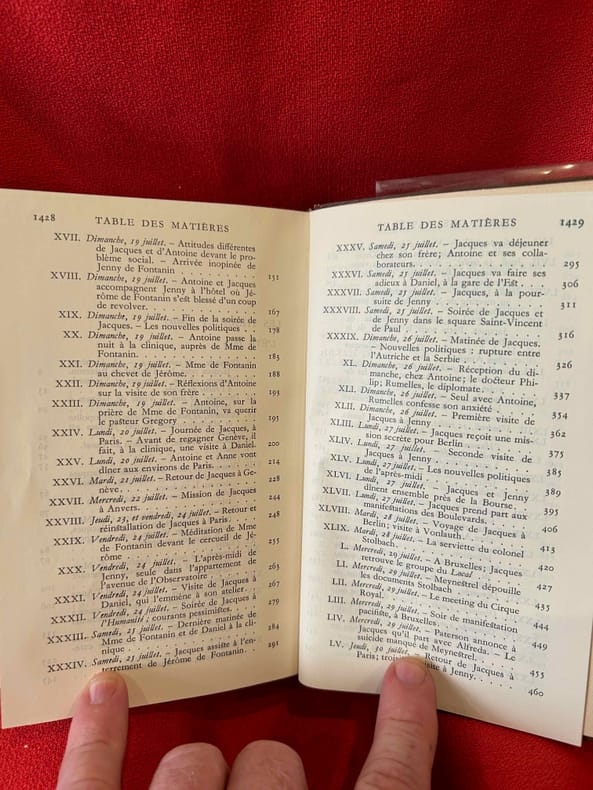 1428 TABLE DES MATIÈRES
XVII. Dimanche, 19 juillet. – Attitudes différentes
de Jacques et d'Antoine devant le pro-
blème social. – Arrivée inopinée de
Jenny de Fontanin . . . . . . . . 151
XVIII. Dimanche, 19 juillet. – Antoine et Jacques
accompagnent Jenny à l'hôtel où Jé-
rôme de Fontanin s'est blessé d'un coup
de revolver. . . . . . . . . . . 167
XIX. Dimanche, 19 juillet. – Fin de la soirée de
Jacques. – Les nouvelles politiques . . 178
XX. Dimanche, 19 juillet. – Antoine passe la
nuit à la clinique, auprès de Mme de
Fontanin. . . . . . . . . . . . 183
XXI. Dimanche, 19 juillet. – Mme de Fontanin
au chevet de Jérôme. . . . . . . . 188
XXII. Dimanche, 19 juillet. – Réflexions d'Antoine
sur la visite de son frère . . . . . . 193
XXIII. Dimanche, 19 juillet. – Antoine, sur la
prière de Mme de Fontanin, va querir
le pasteur Gregory . . . . . . . . 195
XXIV. Lundi, 20 juillet. – Journée de Jacques, à
Paris. – Avant de regagner Genève, il
fait, à la clinique, une visite à Daniel. 200
XXV. Lundi, 20 juillet. – Antoine et Anne vont
dîner aux environs de Paris. . . . . 214
XXVI. Mardi, 21 juillet. – Retour de Jacques à Ge-
nève. . . . . . . . . . . . . 228
XXVII. Mercredi, 22 juillet. – Mission de Jacques
à Anvers. . . . . . . . . . . . 244
XXVIII. Jeudi, 23, et vendredi, 24 juillet. – Retour et
réinstallation de Jacques à Paris. . . . 248
XXIX. Vendredi, 24 juillet. – Méditation de Mme
de Fontanin devant le cercueil de Jé-
rôme . . . . . . . . . . . . . 255
XXX. Vendredi, 24 juillet. – L'après-midi de
Jenny, seule dans l'appartement de
l'avenue de l'Observatoire . . . . . 263
XXXI. Vendredi, 24 juillet. – Visite de Jacques à
Daniel, qui l'emmène à son atelier. . . 267
XXXII. Vendredi, 24 juillet. – Soirée de Jacques à
l'Humanité; courants pessimistes. . . . 279
XXXIII. Samedi, 25 juillet. – Dernière matinée de
Mme de Fontanin et de Daniel à la cli-
nique . . . . . . . . . . . . . 284
XXXIV. Samedi, 25 juillet. – Jacques assiste à l'en-
terrement de Jérôme de Fontanin. . . . 291
TABLE DES MATIÈRES 1429
XXXV. Samedi, 25 juillet. – Jacques va déjeuner
chez son frère; Antoine et ses colla-
borateurs. . . . . . . . . . . . 295
XXXVI. Samedi, 25 juillet. – Jacques va faire ses
adieux à Daniel, à la gare de l'Est. . . 306
XXXVII. Samedi, 25 juillet. – Jacques, à la pour-
suite de Jenny . . . . . . . . . 311
XXXVIII. Samedi, 25 juillet. – Soirée de Jacques et
de Jenny dans le square Saint-Vincent
de Paul . . . . . . . . . . . . 316
XXXIX. Dimanche, 26 juillet. – Matinée de Jacques.
– Nouvelles politiques : rupture entre
l'Autriche et la Serbie . . . . . . 326
XL. Dimanche, 26 juillet. – Réception du di-
manche, chez Antoine; le docteur Phi-
lip; Rumelles, le diplomate. . . . . 337
XLI. Dimanche, 26 juillet. – Seul avec Antoine,
Rumelles confesse son anxiété . . . . 354
XLII. Dimanche, 26 juillet. – Première visite de
Jacques à Jenny . . . . . . . . . 362
XLIII. Lundi, 27 juillet. – Jacques reçoit une mis-
sion secrète pour Berlin . . . . . . 375
XLIV. Lundi, 27 juillet. – Seconde visite de
Jacques à Jenny . . . . . . . . . 385
XLV. Lundi, 27 juillet. – Les nouvelles politiques
de l'après-midi . . . . . . . . . 389
XLVI. Lundi, 27 juillet. – Jacques et Jenny
dînent ensemble près de la Bourse. . . 395
XLVII. Lundi, 27 juillet. – Jacques prend part aux
manifestations des Boulevards. . . . . 406
XLVIII. Mardi, 28 juillet. – Voyage de Jacques à
Berlin; visite à Vonlauth. . . . . . 413
XLIX. Mardi, 28 juillet. – La serviette du colonel
Stolbach . . . . . . . . . . . . 420
L. Mercredi, 29 juillet. – A Bruxelles; Jacques
retrouve le groupe du Local . . . . . 427
LI. Mercredi, 29 juillet. – Meynestrel dépouille
les documents Stolbach . . . . . . . 435
LII. Mercredi, 29 juillet. – Le meeting du Cirque
Royal. . . . . . . . . . . . . 444
LIII. Mercredi, 29 juillet. – Soir de manifestation
pacifiste, à Bruxelles. . . . . . . . 449
LIV. Mercredi, 29 juillet. – Paterson annonce à
Jacques qu'il part avec Alfreda. – Le
suicide manqué de Meynestrel. . . . . 455
LV. Jeudi, 30 juillet. – Retour de Jacques à
Paris; visite à Jenny. . . . . . 460